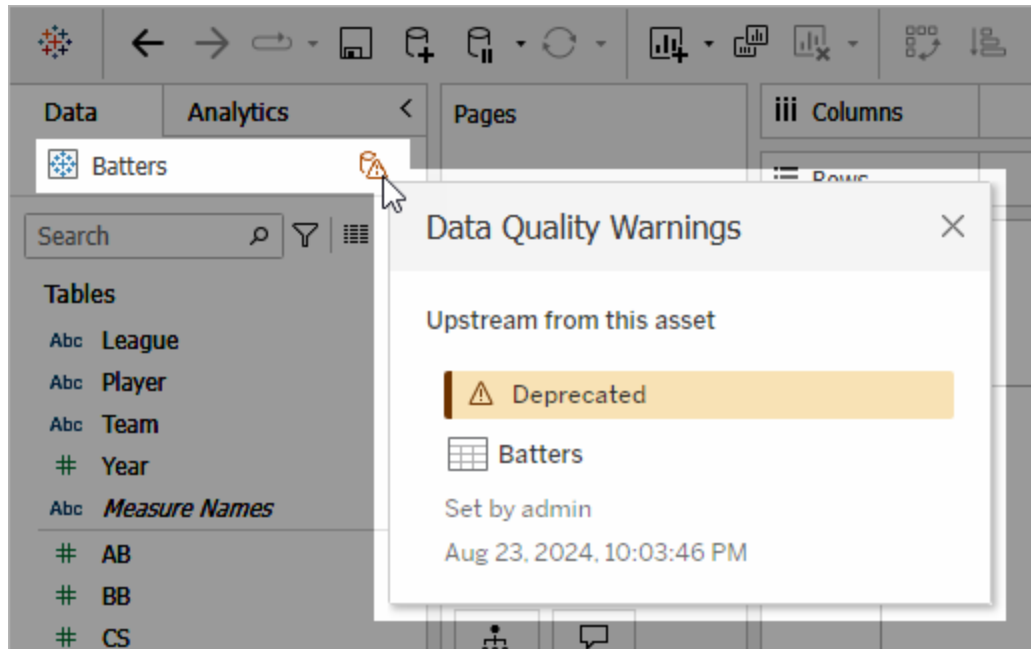 Data
Analytics
Pages
Columns
Batters
Rows
Search
Data Quality Warnings
Tables
Upstream from this asset
Abc League
Abc Player
Deprecated
Abc Team
# Year
Batters
Abc Measure Names
Set by admin
# AB
Aug 23, 2024, 10:03:46 PM
# BB
# CS